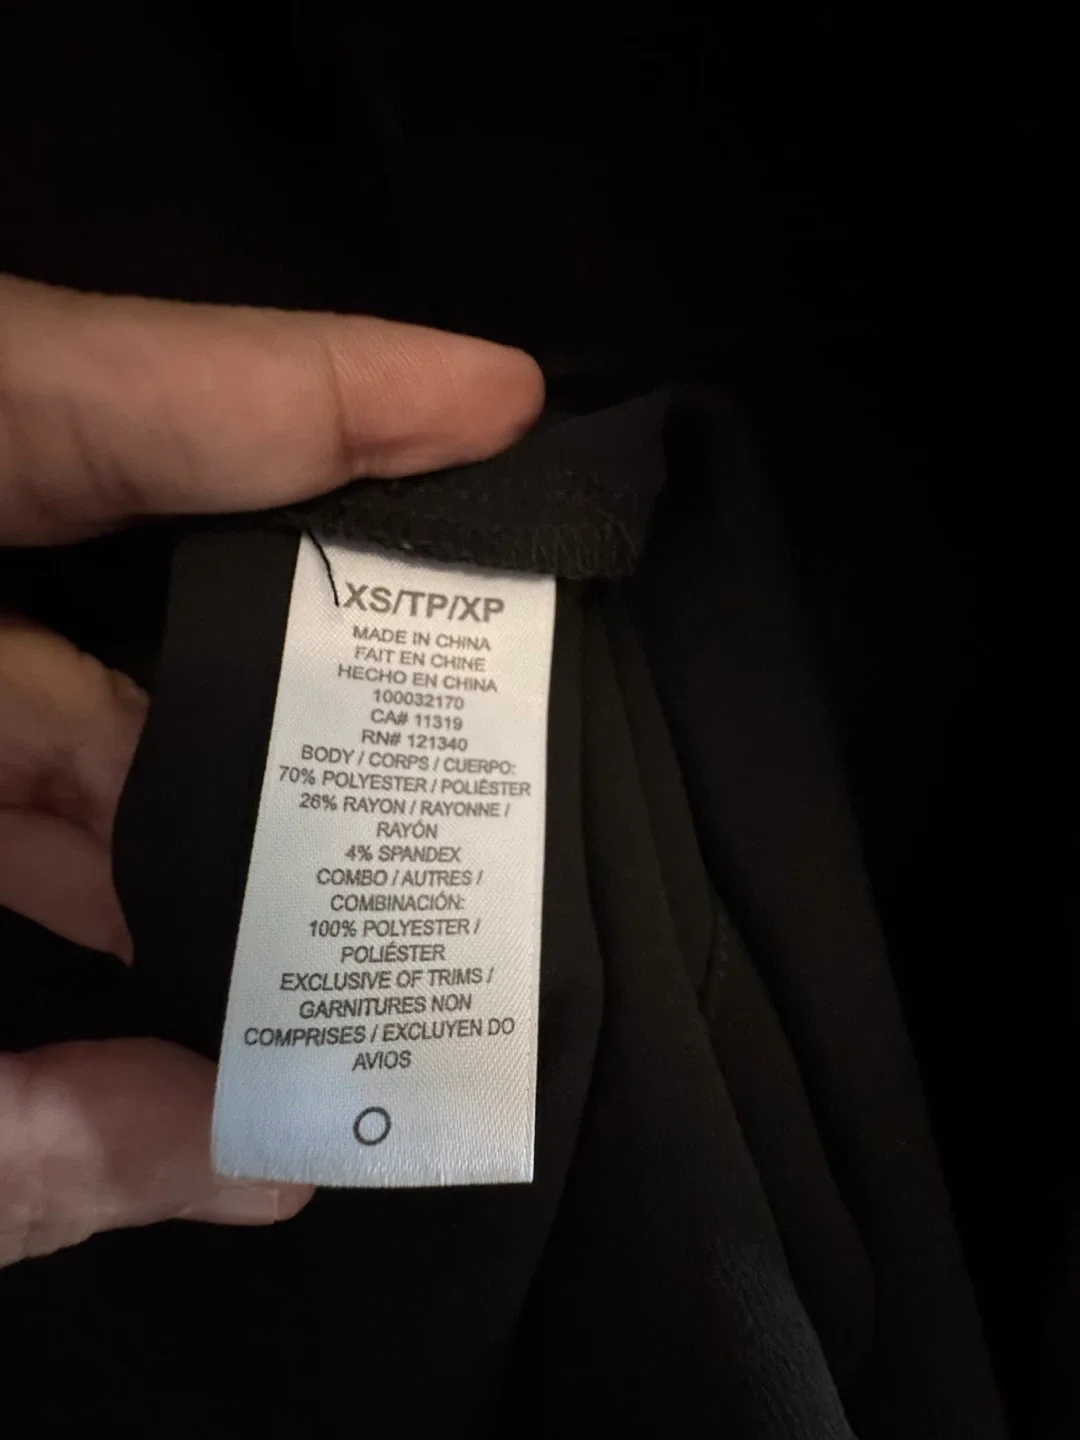 XS/TP/XP
MADE IN CHINA
FAIT EN CHINE
HECHO EN CHINA
100032170
CA# 11319
RN# 121340
BODY / CORPS / CUERPO:
70% POLYESTER / POLIÉSTER
26% RAYON / RAYONNE /
RAYÓN
4% SPANDEX
COMBO / AUTRES /
COMBINACIÓN:
100% POLYESTER /
POLIÉSTER
EXCLUSIVE OF TRIMS /
GARNITURES NON
COMPRISES / EXCLUYEN DO
AVIOS